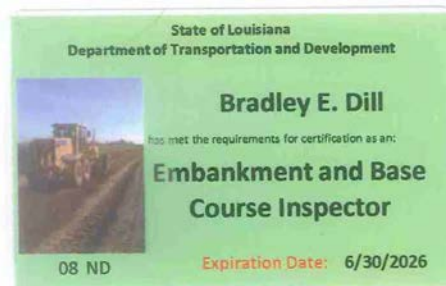 State of Louisiana
Department of Transportation and Development
Bradley E. Dill
has met the requirements for certification as an:
Embankment and Base
Course Inspector
08 ND
Expiration Date: 6/30/2026